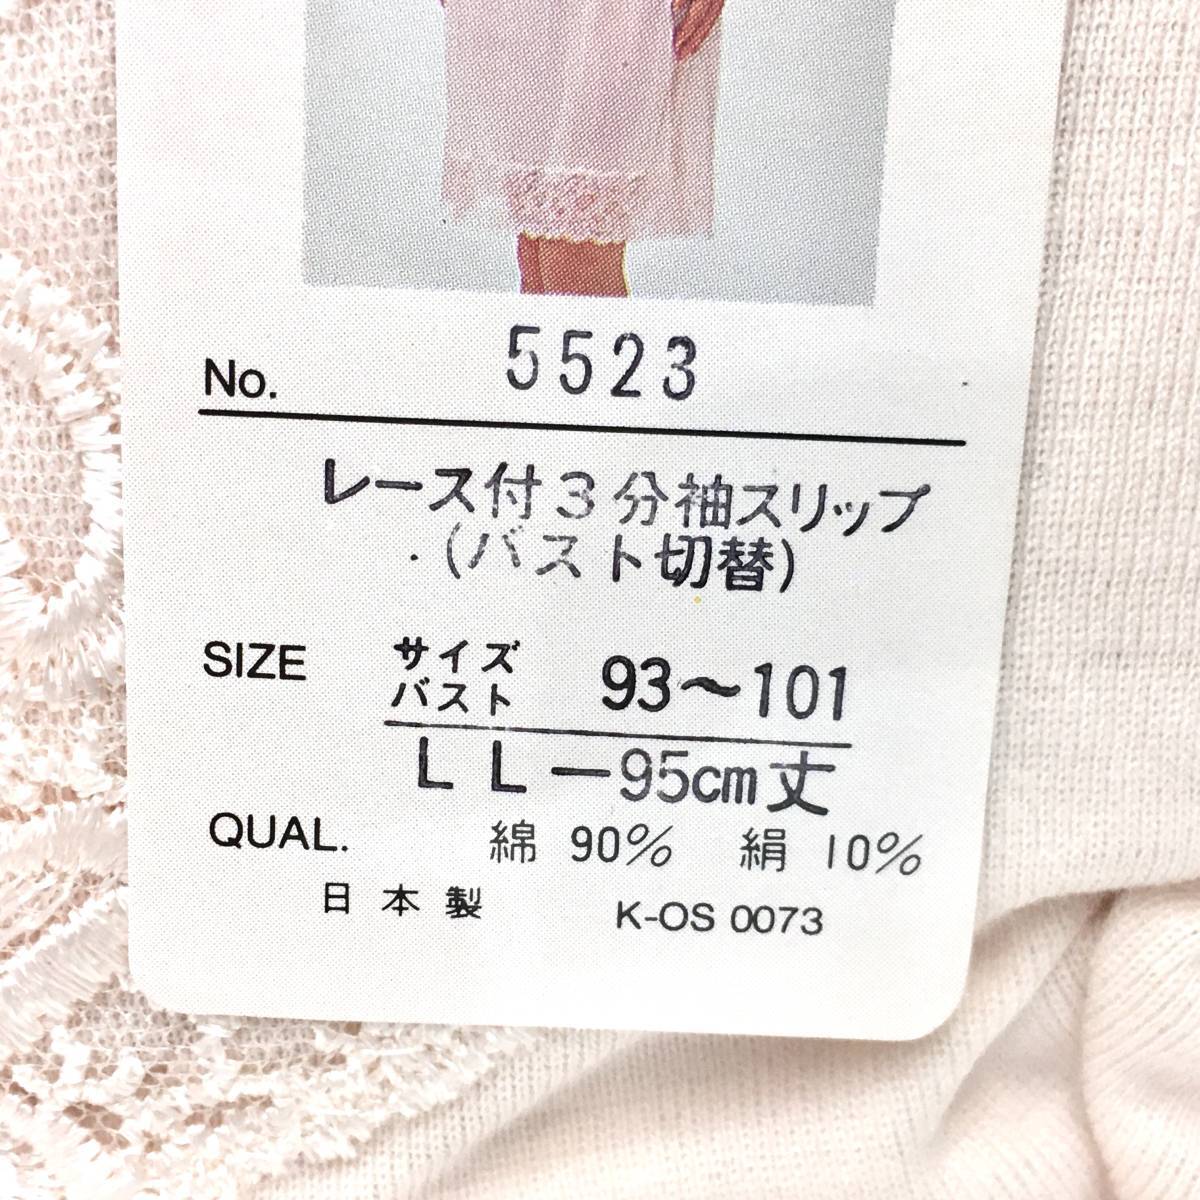 No. 5523
レース付3分袖スリップ
(バスト切替)
SIZE サイズ
バスト 93～101
LL－95cm丈
QUAL. 綿 90% 絹 10%
日本製 K-OS 0073